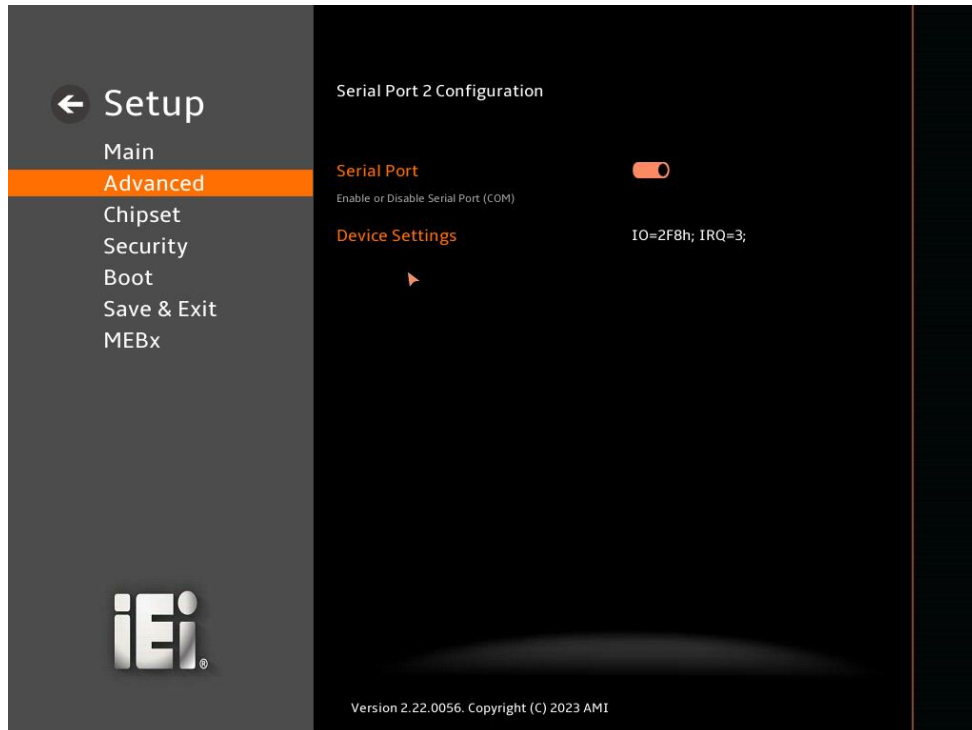 Setup
Main
Advanced
Chipset
Security
Boot
Save & Exit
MEBx
iEi®
Serial Port 2 Configuration
Serial Port
Enable or Disable Serial Port (COM)
Device Settings IO=2F8h; IRQ=3;
Version 2.22.0056. Copyright (C) 2023 AMI